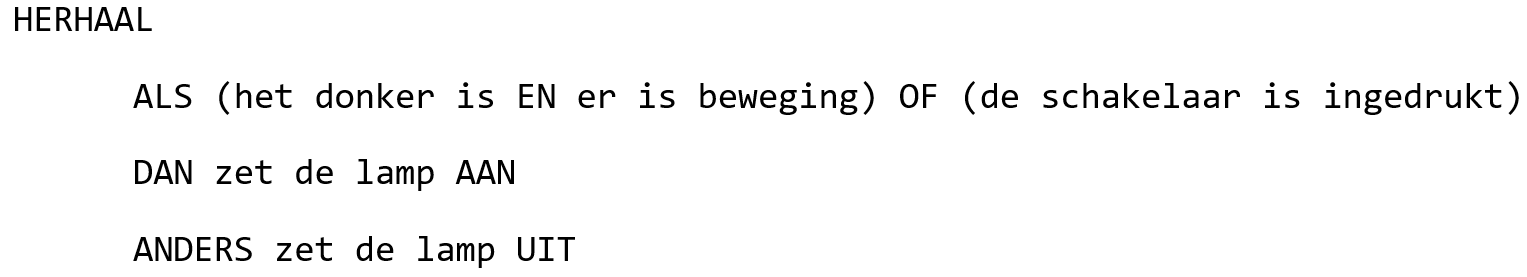 HERHAAL
ALS (het donker is EN er is beweging) OF (de schakelaar is ingedrukt)
DAN zet de lamp AAN
ANDERS zet de lamp UIT